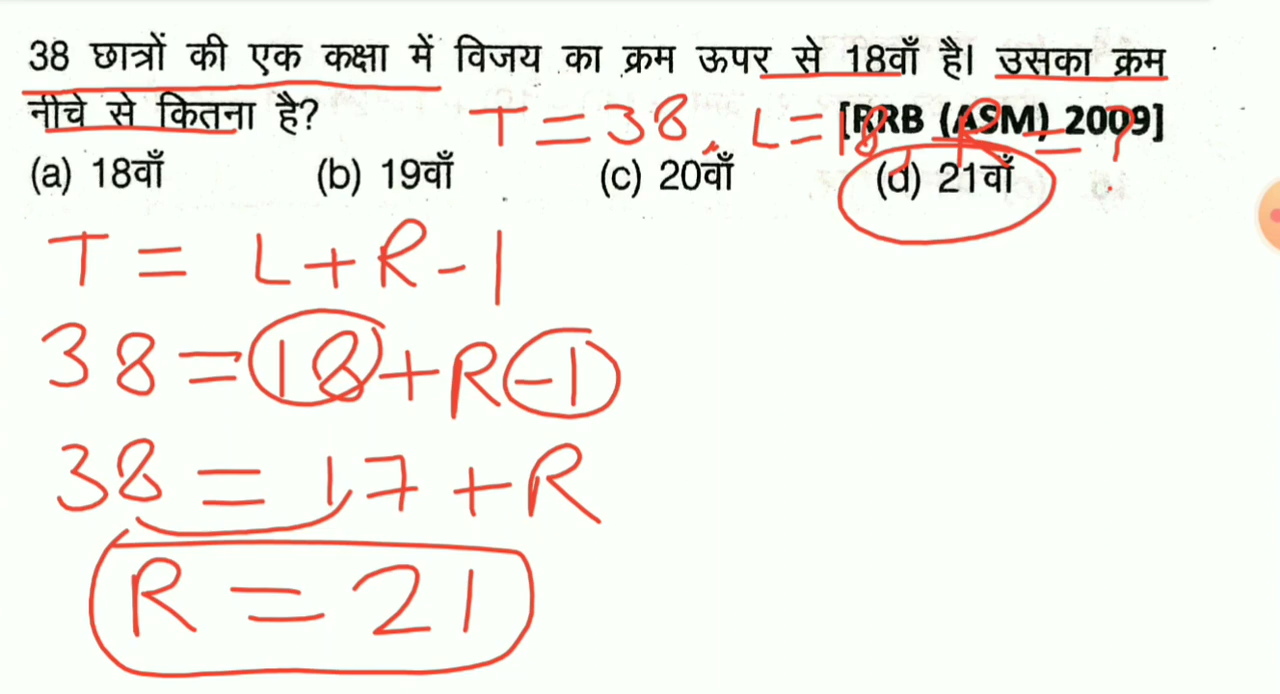 38 छात्रों की एक कक्षा में विजय का क्रम ऊपर से 18वाँ है। उसका क्रम
नीचे से कितना है?
[RRB (ASM) 2009]
T = 38, L = 18, R = ?
(a) 18वाँ (b) 19वाँ (c) 20वाँ (d) 21वाँ
T = L + R - 1
38 = 18 + R - 1
38 = 17 + R
R = 21